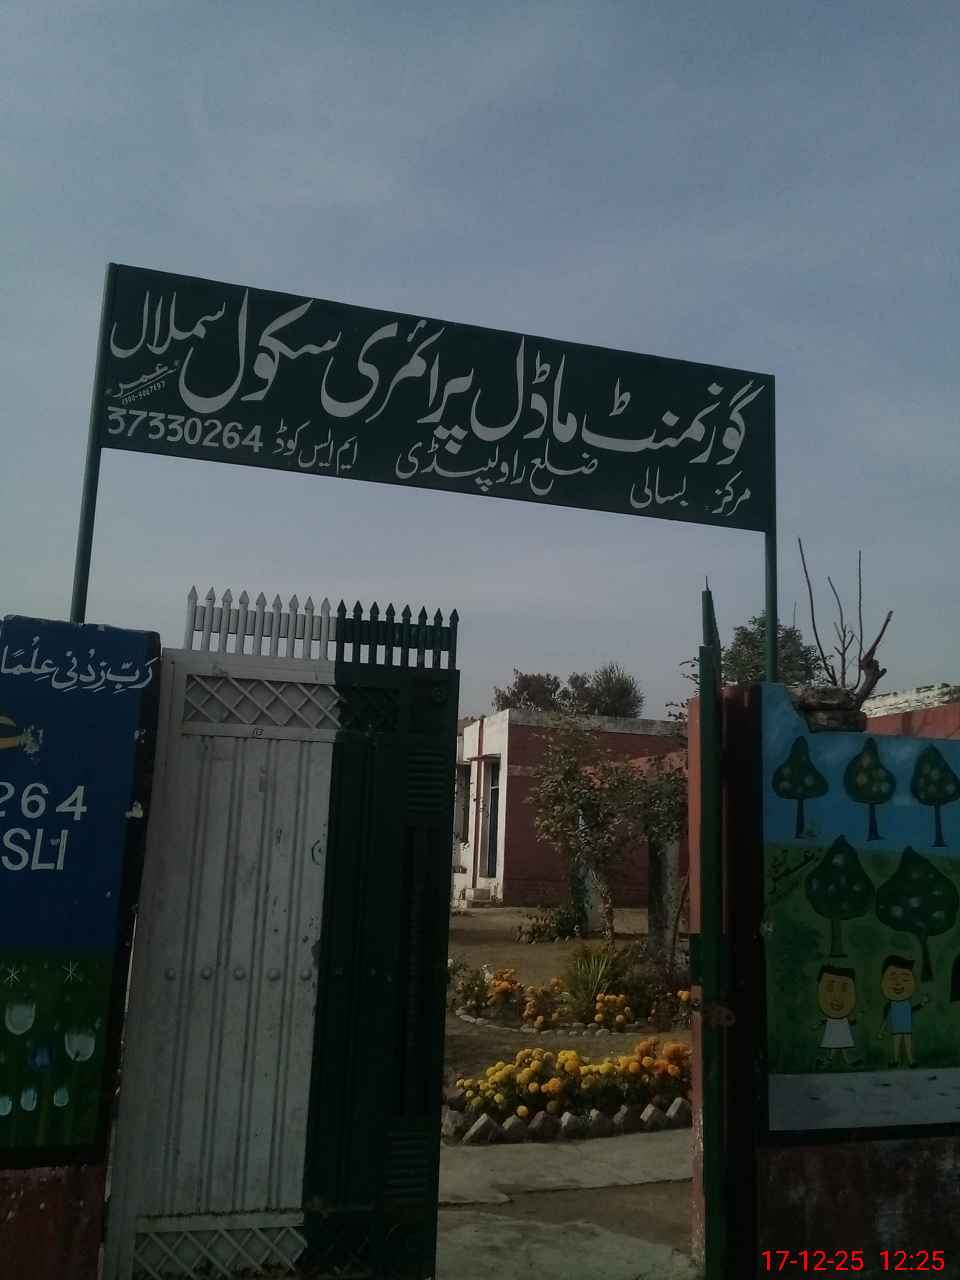 گورنمنٹ ماڈل پرائمری سکول سملال
عمر
مرکز بسالی ضلع راولپنڈی ایم ایس کوڈ 37330264
رَبِّ زِدْنِی عِلْمًا
264
SLI
17-12-25 12:25